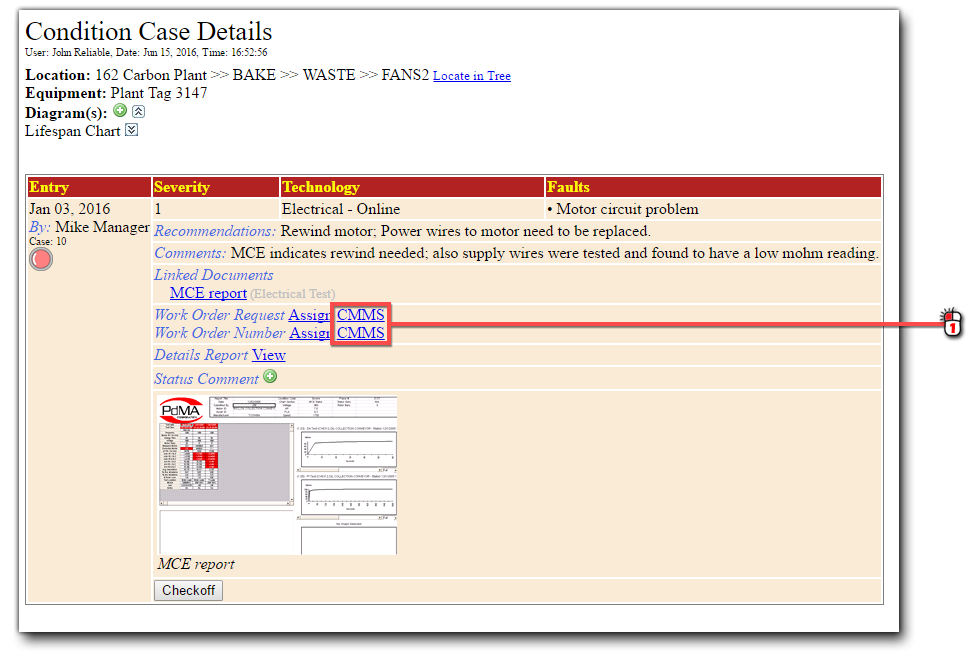 Condition Case Details
User: John Reliable, Date: Jun 15, 2016, Time: 16:52:56
Location: 162 Carbon Plant >> BAKE >> WASTE >> FANS2 Locate in Tree
Equipment: Plant Tag 3147
Diagram(s):
Lifespan Chart
Entry Severity Technology Faults
Jan 03, 2016 1 Electrical - Online • Motor circuit problem
By: Mike Manager
Case: 10
Recommendations: Rewind motor; Power wires to motor need to be replaced.
Comments: MCE indicates rewind needed; also supply wires were tested and found to have a low mohm reading.
Linked Documents
MCE report (Electrical Test)
Work Order Request Assign CMMS
Work Order Number Assign CMMS
1
Details Report View
Status Comment
PdMA
MCE report
Checkoff